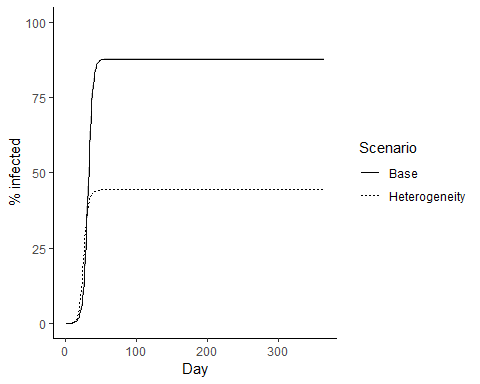 100
75
50
25
0
% infected
0 100 200 300
Day
Scenario
Base
Heterogeneity